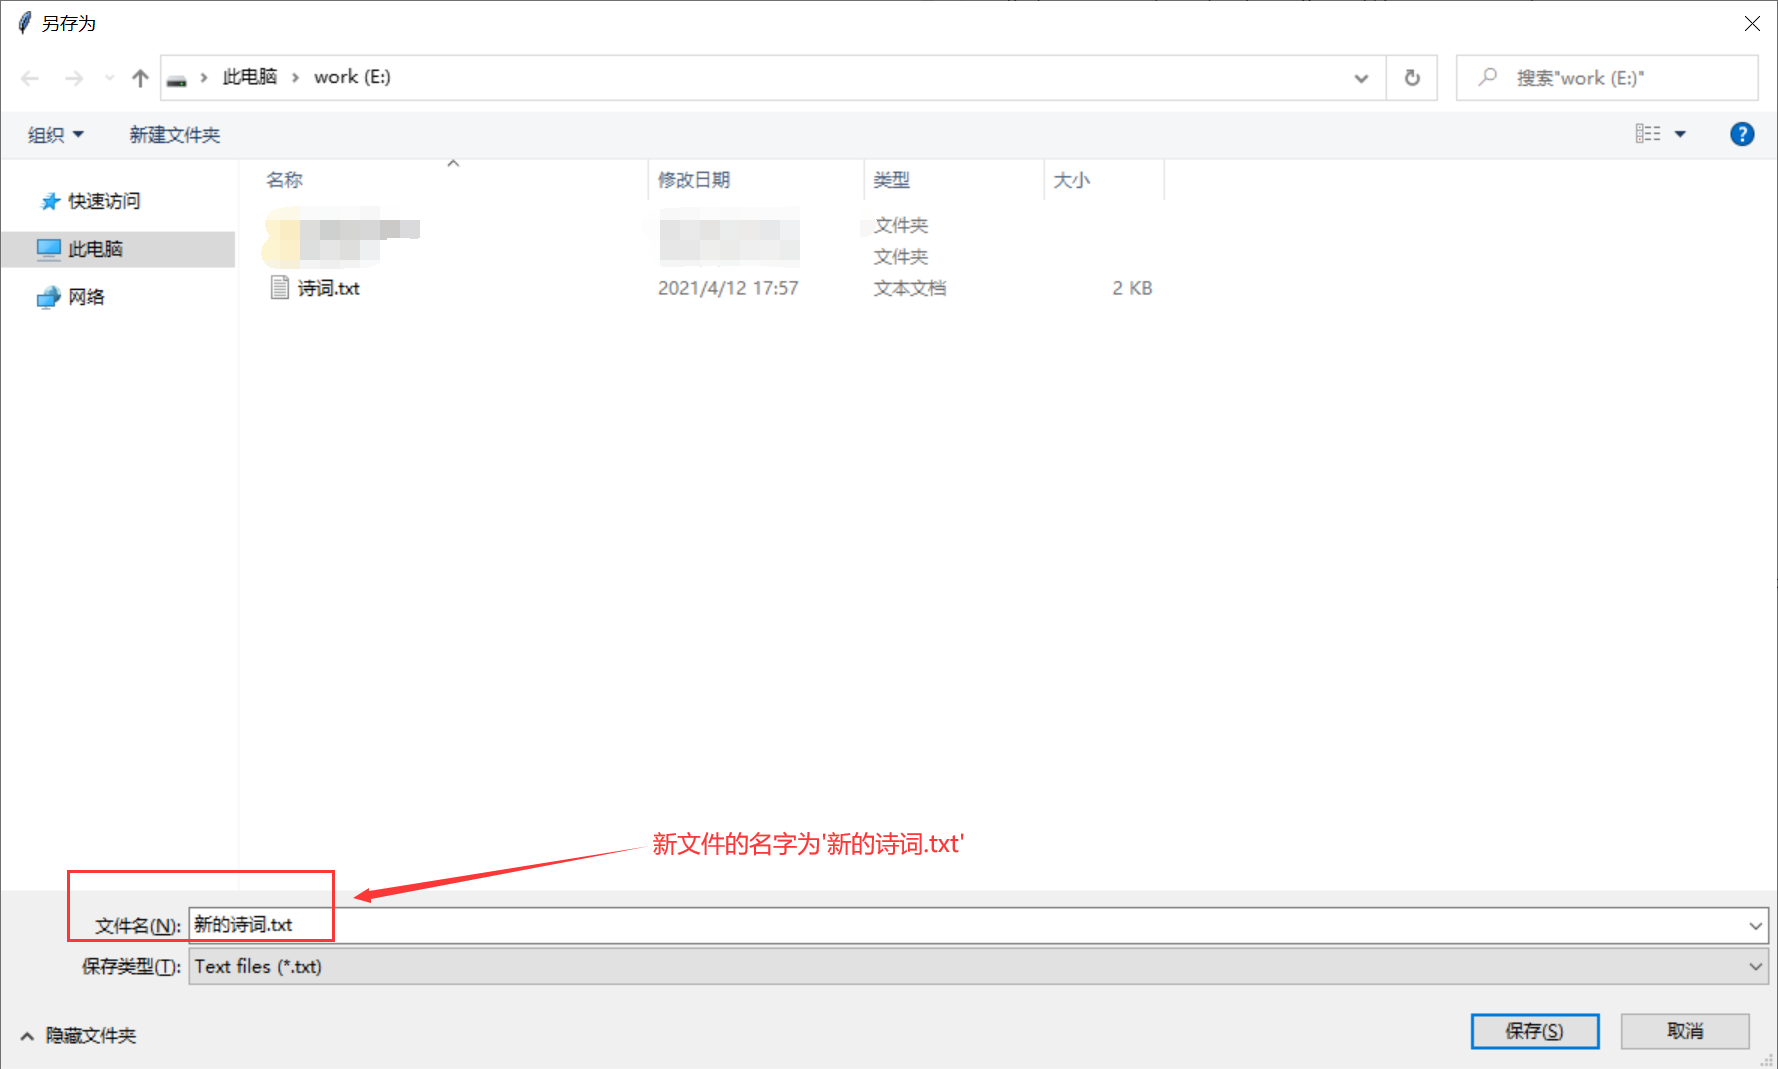 另存为
此电脑 › work (E:)
搜索"work (E:)"
组织 新建文件夹
快速访问
此电脑
网络
名称 修改日期 类型 大小
文件夹
文件夹
诗词.txt 2021/4/12 17:57 文本文档 2 KB
新文件的名字为'新的诗词.txt'
文件名(N): 新的诗词.txt
保存类型(T): Text files (*.txt)
隐藏文件夹
保存(S) 取消